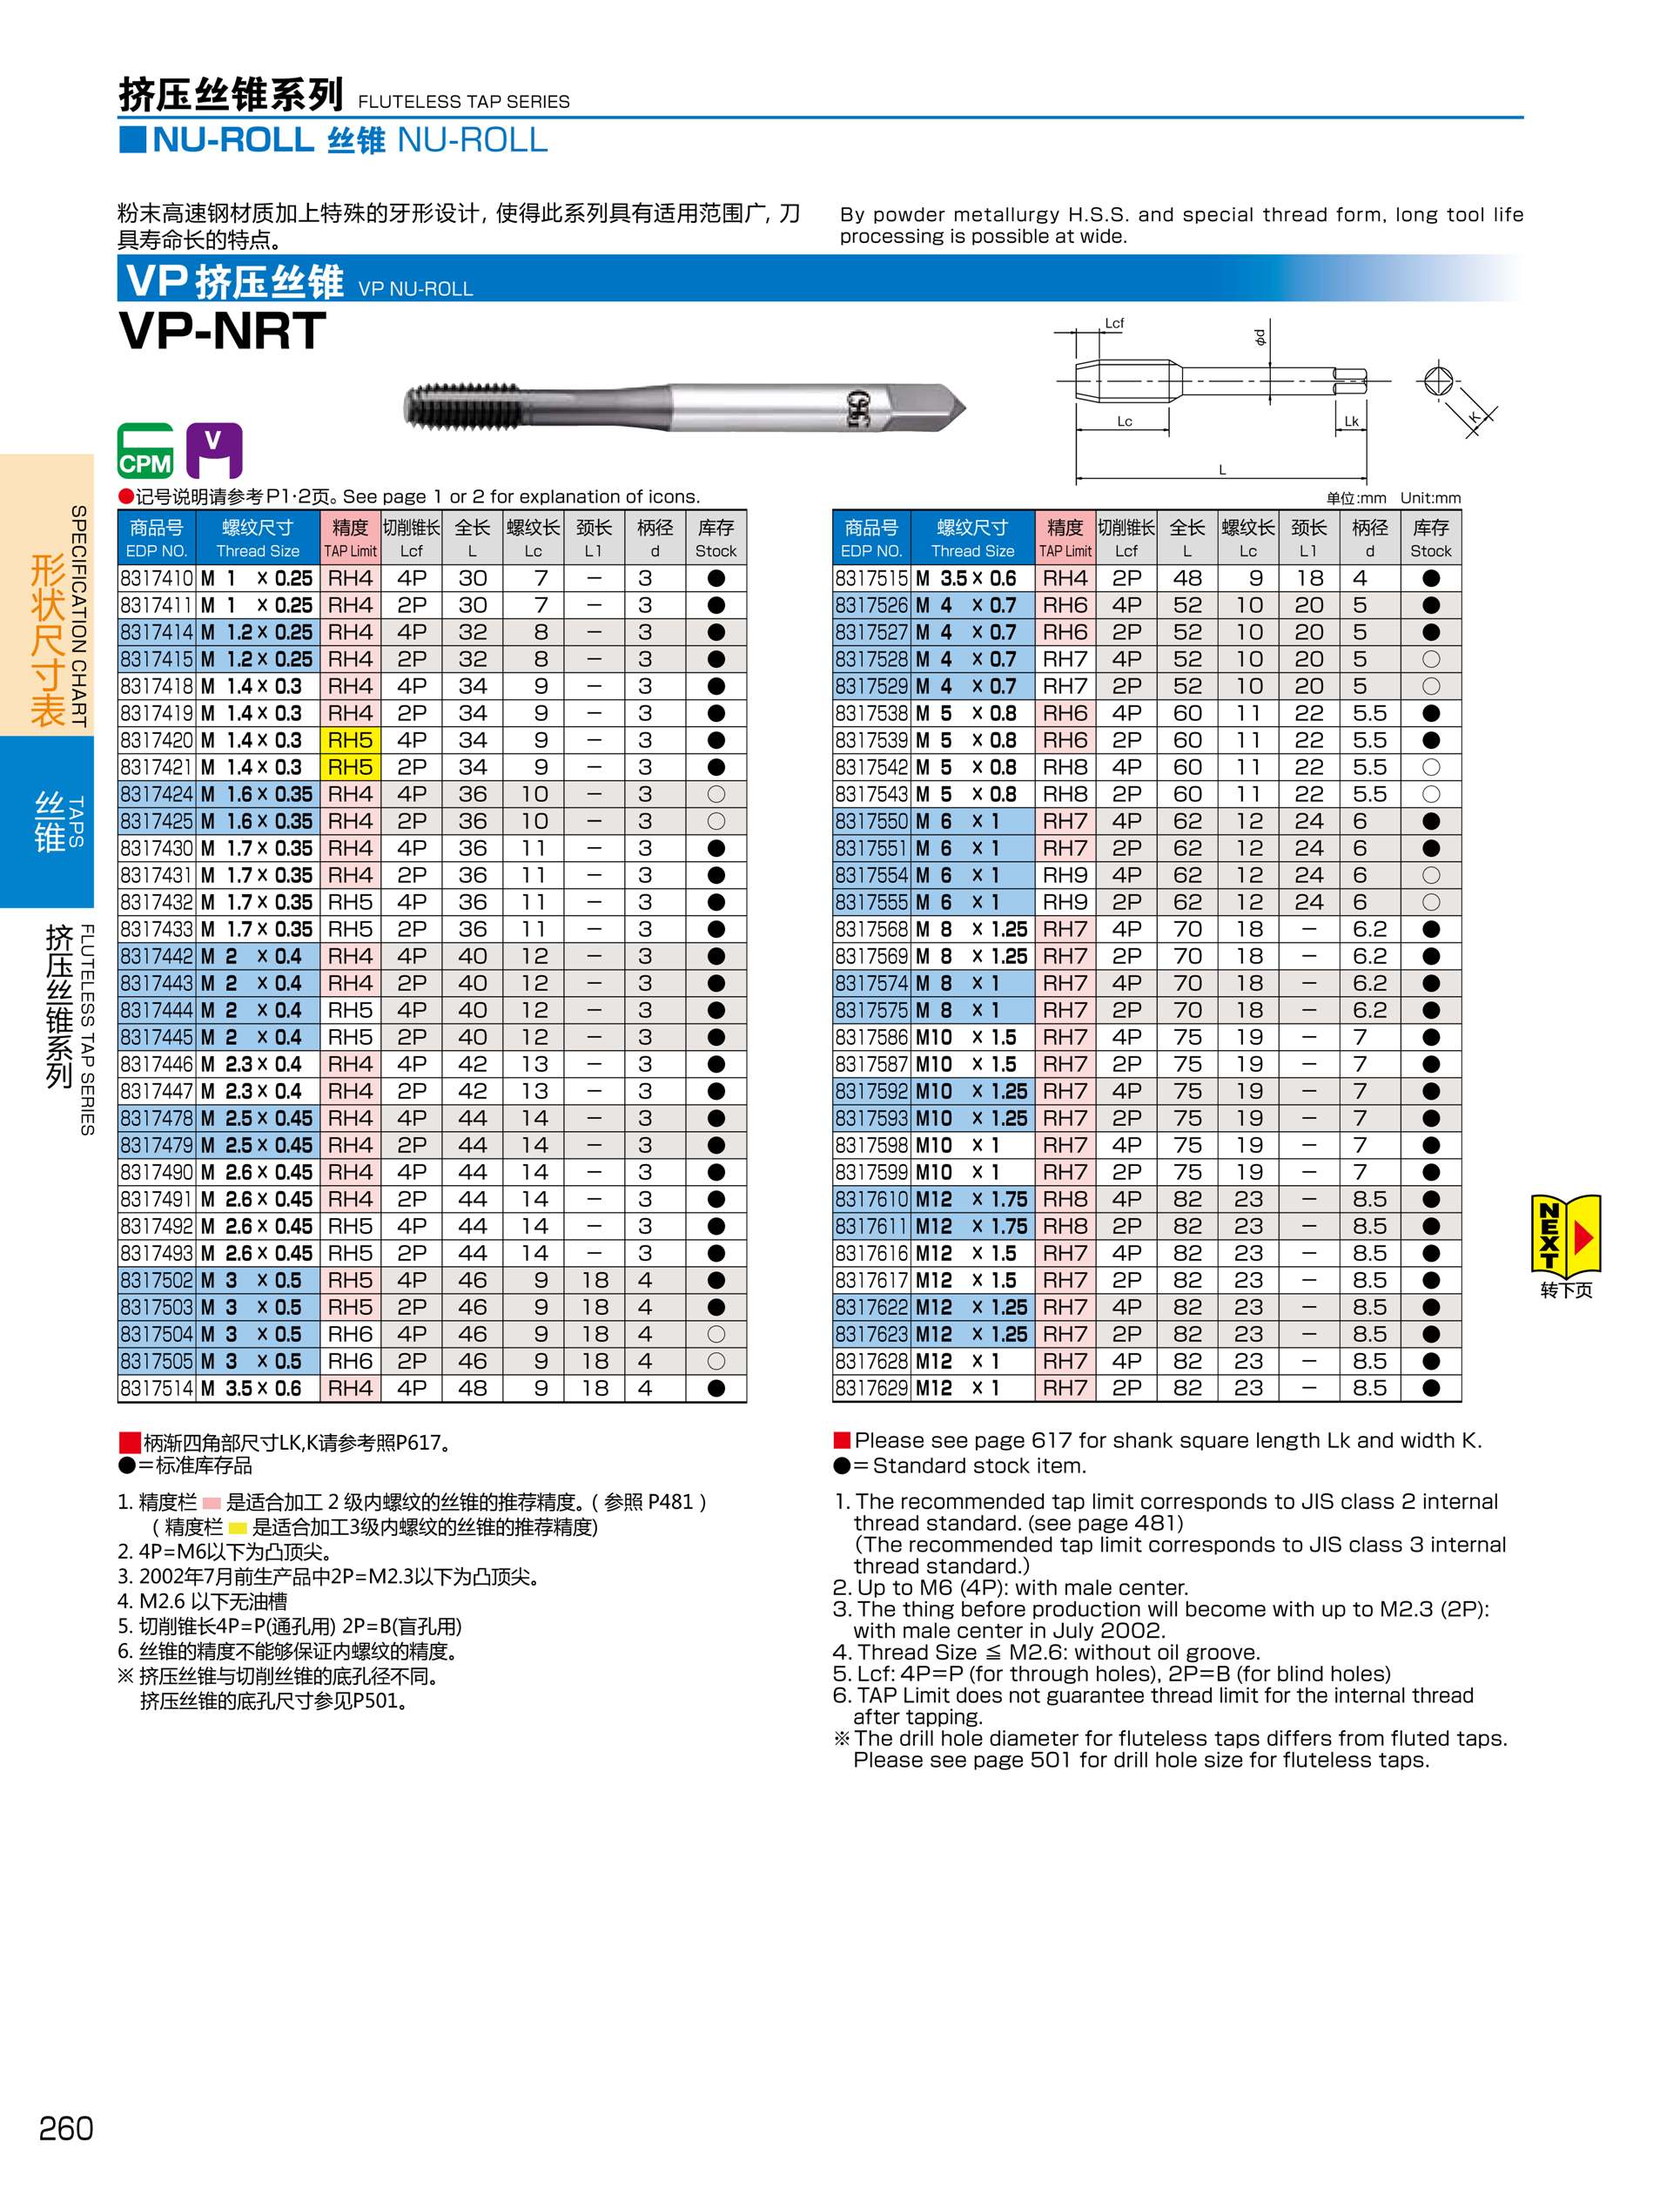 挤压丝锥系列 FLUTELESS TAP SERIES
NU-ROLL 丝锥 NU-ROLL
粉末高速钢材质加上特殊的牙形设计, 使得此系列具有适用范围广, 刀
具寿命长的特点。
By powder metallurgy H.S.S. and special thread form, long tool life
processing is possible at wide.
VP挤压丝锥 VP NU-ROLL
VP-NRT
OSG
Lcf
φd
Lc
Lk
K
L
CPM
V
●记号说明请参考P1·2页。See page 1 or 2 for explanation of icons.
单位:mm Unit:mm
商品号 螺纹尺寸 精度 切削锥长 全长 螺纹长 颈长 柄径 库存
EDP NO. Thread Size TAP Limit Lcf L Lc L1 d Stock
8317410 M 1 × 0.25 RH4 4P 30 7 − 3 ●
8317411 M 1 × 0.25 RH4 2P 30 7 − 3 ●
8317414 M 1.2 × 0.25 RH4 4P 32 8 − 3 ●
8317415 M 1.2 × 0.25 RH4 2P 32 8 − 3 ●
8317418 M 1.4 × 0.3 RH4 4P 34 9 − 3 ●
8317419 M 1.4 × 0.3 RH4 2P 34 9 − 3 ●
8317420 M 1.4 × 0.3 RH5 4P 34 9 − 3 ●
8317421 M 1.4 × 0.3 RH5 2P 34 9 − 3 ●
8317424 M 1.6 × 0.35 RH4 4P 36 10 − 3 ○
8317425 M 1.6 × 0.35 RH4 2P 36 10 − 3 ○
8317430 M 1.7 × 0.35 RH4 4P 36 11 − 3 ●
8317431 M 1.7 × 0.35 RH4 2P 36 11 − 3 ●
8317432 M 1.7 × 0.35 RH5 4P 36 11 − 3 ●
8317433 M 1.7 × 0.35 RH5 2P 36 11 − 3 ●
8317442 M 2 × 0.4 RH4 4P 40 12 − 3 ●
8317443 M 2 × 0.4 RH4 2P 40 12 − 3 ●
8317444 M 2 × 0.4 RH5 4P 40 12 − 3 ●
8317445 M 2 × 0.4 RH5 2P 40 12 − 3 ●
8317446 M 2.3 × 0.4 RH4 4P 42 13 − 3 ●
8317447 M 2.3 × 0.4 RH4 2P 42 13 − 3 ●
8317478 M 2.5 × 0.45 RH4 4P 44 14 − 3 ●
8317479 M 2.5 × 0.45 RH4 2P 44 14 − 3 ●
8317490 M 2.6 × 0.45 RH4 4P 44 14 − 3 ●
8317491 M 2.6 × 0.45 RH4 2P 44 14 − 3 ●
8317492 M 2.6 × 0.45 RH5 4P 44 14 − 3 ●
8317493 M 2.6 × 0.45 RH5 2P 44 14 − 3 ●
8317502 M 3 × 0.5 RH5 4P 46 9 18 4 ●
8317503 M 3 × 0.5 RH5 2P 46 9 18 4 ●
8317504 M 3 × 0.5 RH6 4P 46 9 18 4 ○
8317505 M 3 × 0.5 RH6 2P 46 9 18 4 ○
8317514 M 3.5 × 0.6 RH4 4P 48 9 18 4 ●
商品号 螺纹尺寸 精度 切削锥长 全长 螺纹长 颈长 柄径 库存
EDP NO. Thread Size TAP Limit Lcf L Lc L1 d Stock
8317515 M 3.5 × 0.6 RH4 2P 48 9 18 4 ●
8317526 M 4 × 0.7 RH6 4P 52 10 20 5 ●
8317527 M 4 × 0.7 RH6 2P 52 10 20 5 ●
8317528 M 4 × 0.7 RH7 4P 52 10 20 5 ○
8317529 M 4 × 0.7 RH7 2P 52 10 20 5 ○
8317538 M 5 × 0.8 RH6 4P 60 11 22 5.5 ●
8317539 M 5 × 0.8 RH6 2P 60 11 22 5.5 ●
8317542 M 5 × 0.8 RH8 4P 60 11 22 5.5 ○
8317543 M 5 × 0.8 RH8 2P 60 11 22 5.5 ○
8317550 M 6 × 1 RH7 4P 62 12 24 6 ●
8317551 M 6 × 1 RH7 2P 62 12 24 6 ●
8317554 M 6 × 1 RH9 4P 62 12 24 6 ○
8317555 M 6 × 1 RH9 2P 62 12 24 6 ○
8317568 M 8 × 1.25 RH7 4P 70 18 − 6.2 ●
8317569 M 8 × 1.25 RH7 2P 70 18 − 6.2 ●
8317574 M 8 × 1 RH7 4P 70 18 − 6.2 ●
8317575 M 8 × 1 RH7 2P 70 18 − 6.2 ●
8317586 M10 × 1.5 RH7 4P 75 19 − 7 ●
8317587 M10 × 1.5 RH7 2P 75 19 − 7 ●
8317592 M10 × 1.25 RH7 4P 75 19 − 7 ●
8317593 M10 × 1.25 RH7 2P 75 19 − 7 ●
8317598 M10 × 1 RH7 4P 75 19 − 7 ●
8317599 M10 × 1 RH7 2P 75 19 − 7 ●
8317610 M12 × 1.75 RH8 4P 82 23 − 8.5 ●
8317611 M12 × 1.75 RH8 2P 82 23 − 8.5 ●
8317616 M12 × 1.5 RH7 4P 82 23 − 8.5 ●
8317617 M12 × 1.5 RH7 2P 82 23 − 8.5 ●
8317622 M12 × 1.25 RH7 4P 82 23 − 8.5 ●
8317623 M12 × 1.25 RH7 2P 82 23 − 8.5 ●
8317628 M12 × 1 RH7 4P 82 23 − 8.5 ●
8317629 M12 × 1 RH7 2P 82 23 − 8.5 ●
■柄渐四角部尺寸LK,K请参考照P617。
●=标准库存品
1. 精度栏 是适合加工 2 级内螺纹的丝锥的推荐精度。( 参照 P481 )
( 精度栏 是适合加工3级内螺纹的丝锥的推荐精度)
2. 4P=M6以下为凸顶尖。
3. 2002年7月前生产品中2P=M2.3以下为凸顶尖。
4. M2.6 以下无油槽
5. 切削锥长4P=P(通孔用) 2P=B(盲孔用)
6. 丝锥的精度不能够保证内螺纹的精度。
※ 挤压丝锥与切削丝锥的底孔径不同。
挤压丝锥的底孔尺寸参见P501。
■Please see page 617 for shank square length Lk and width K.
●= Standard stock item.
1. The recommended tap limit corresponds to JIS class 2 internal
thread standard. (see page 481)
(The recommended tap limit corresponds to JIS class 3 internal
thread standard.)
2. Up to M6 (4P): with male center.
3. The thing before production will become with up to M2.3 (2P):
with male center in July 2002.
4. Thread Size ≦ M2.6: without oil groove.
5. Lcf: 4P=P (for through holes), 2P=B (for blind holes)
6. TAP Limit does not guarantee thread limit for the internal thread
after tapping.
※The drill hole diameter for fluteless taps differs from fluted taps.
Please see page 501 for drill hole size for fluteless taps.
SPECIFICATION CHART
形状尺寸表
TAPS
丝锥
FLUTELESS TAP SERIES
挤压丝锥系列
NEXT
转下页
260